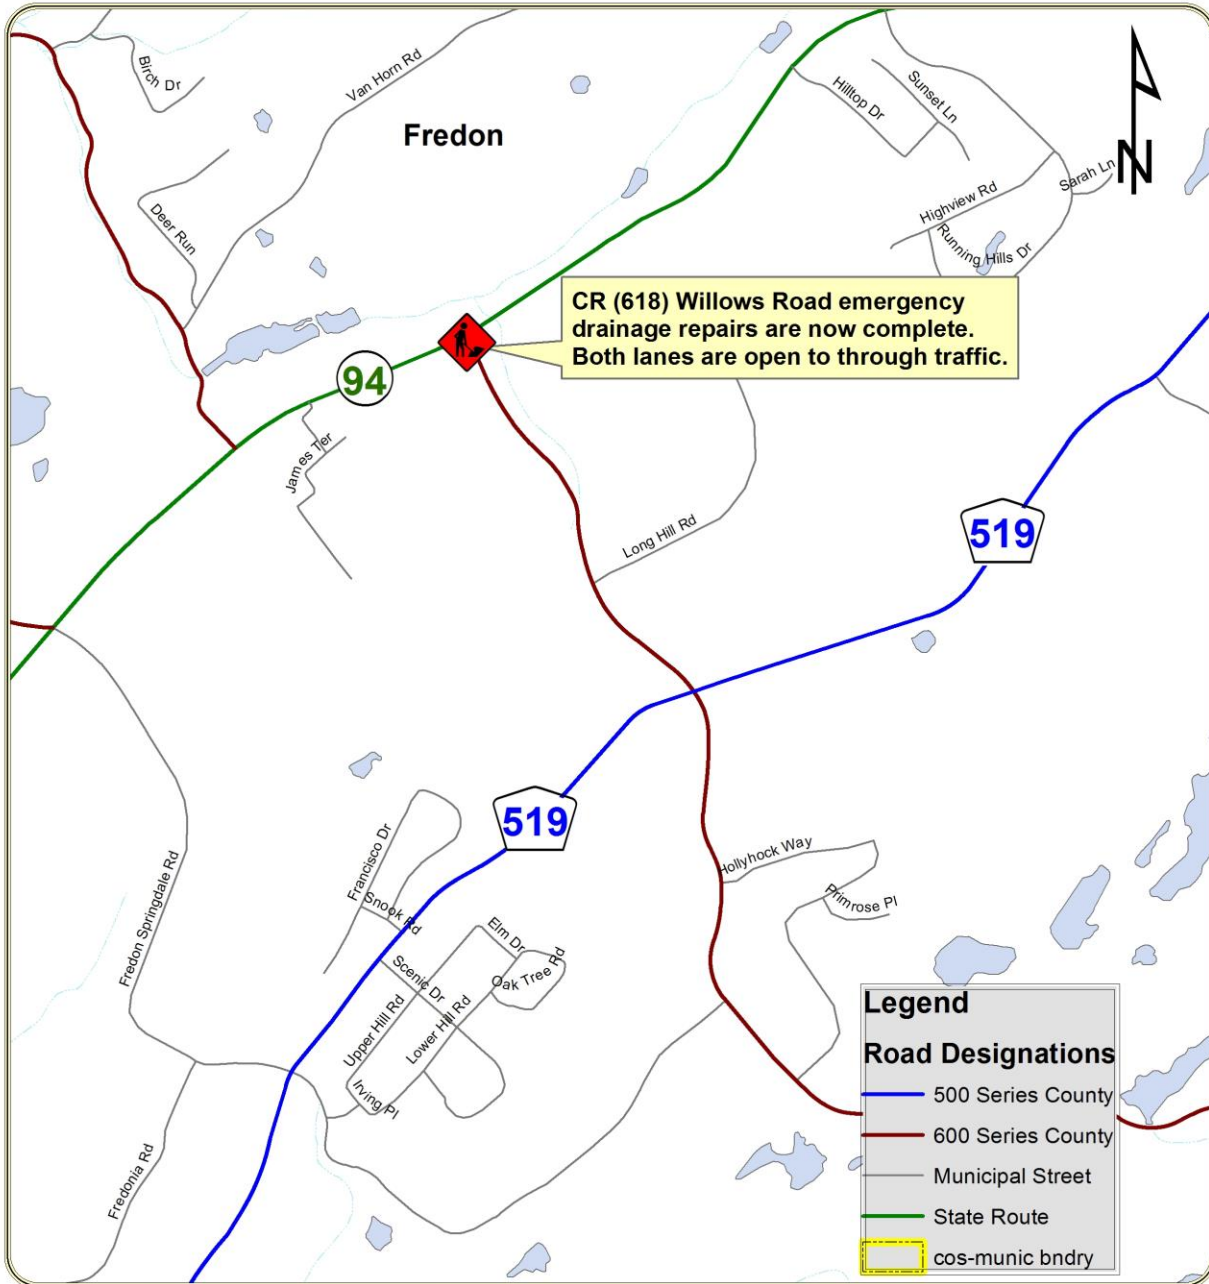 Birch Dr
Van Horn Rd
Fredon
Hilltop Dr
Sunset Ln
N
Sarah Ln
Highview Rd
Running Hills Dr
Deer Run
CR (618) Willows Road emergency
drainage repairs are now complete.
Both lanes are open to through traffic.
94
James Ter
519
Long Hill Rd
519
Hollyhock Way
Primrose Pl
Francisco Dr
Snook Rd
Fredon Springdale Rd
Elm Dr
Oak Tree Rd
Scenic Dr
Upper Hill Rd
Lower Hill Rd
Irving Pl
Fredonia Rd
Legend
Road Designations
500 Series County
600 Series County
Municipal Street
State Route
cos-munic bndry